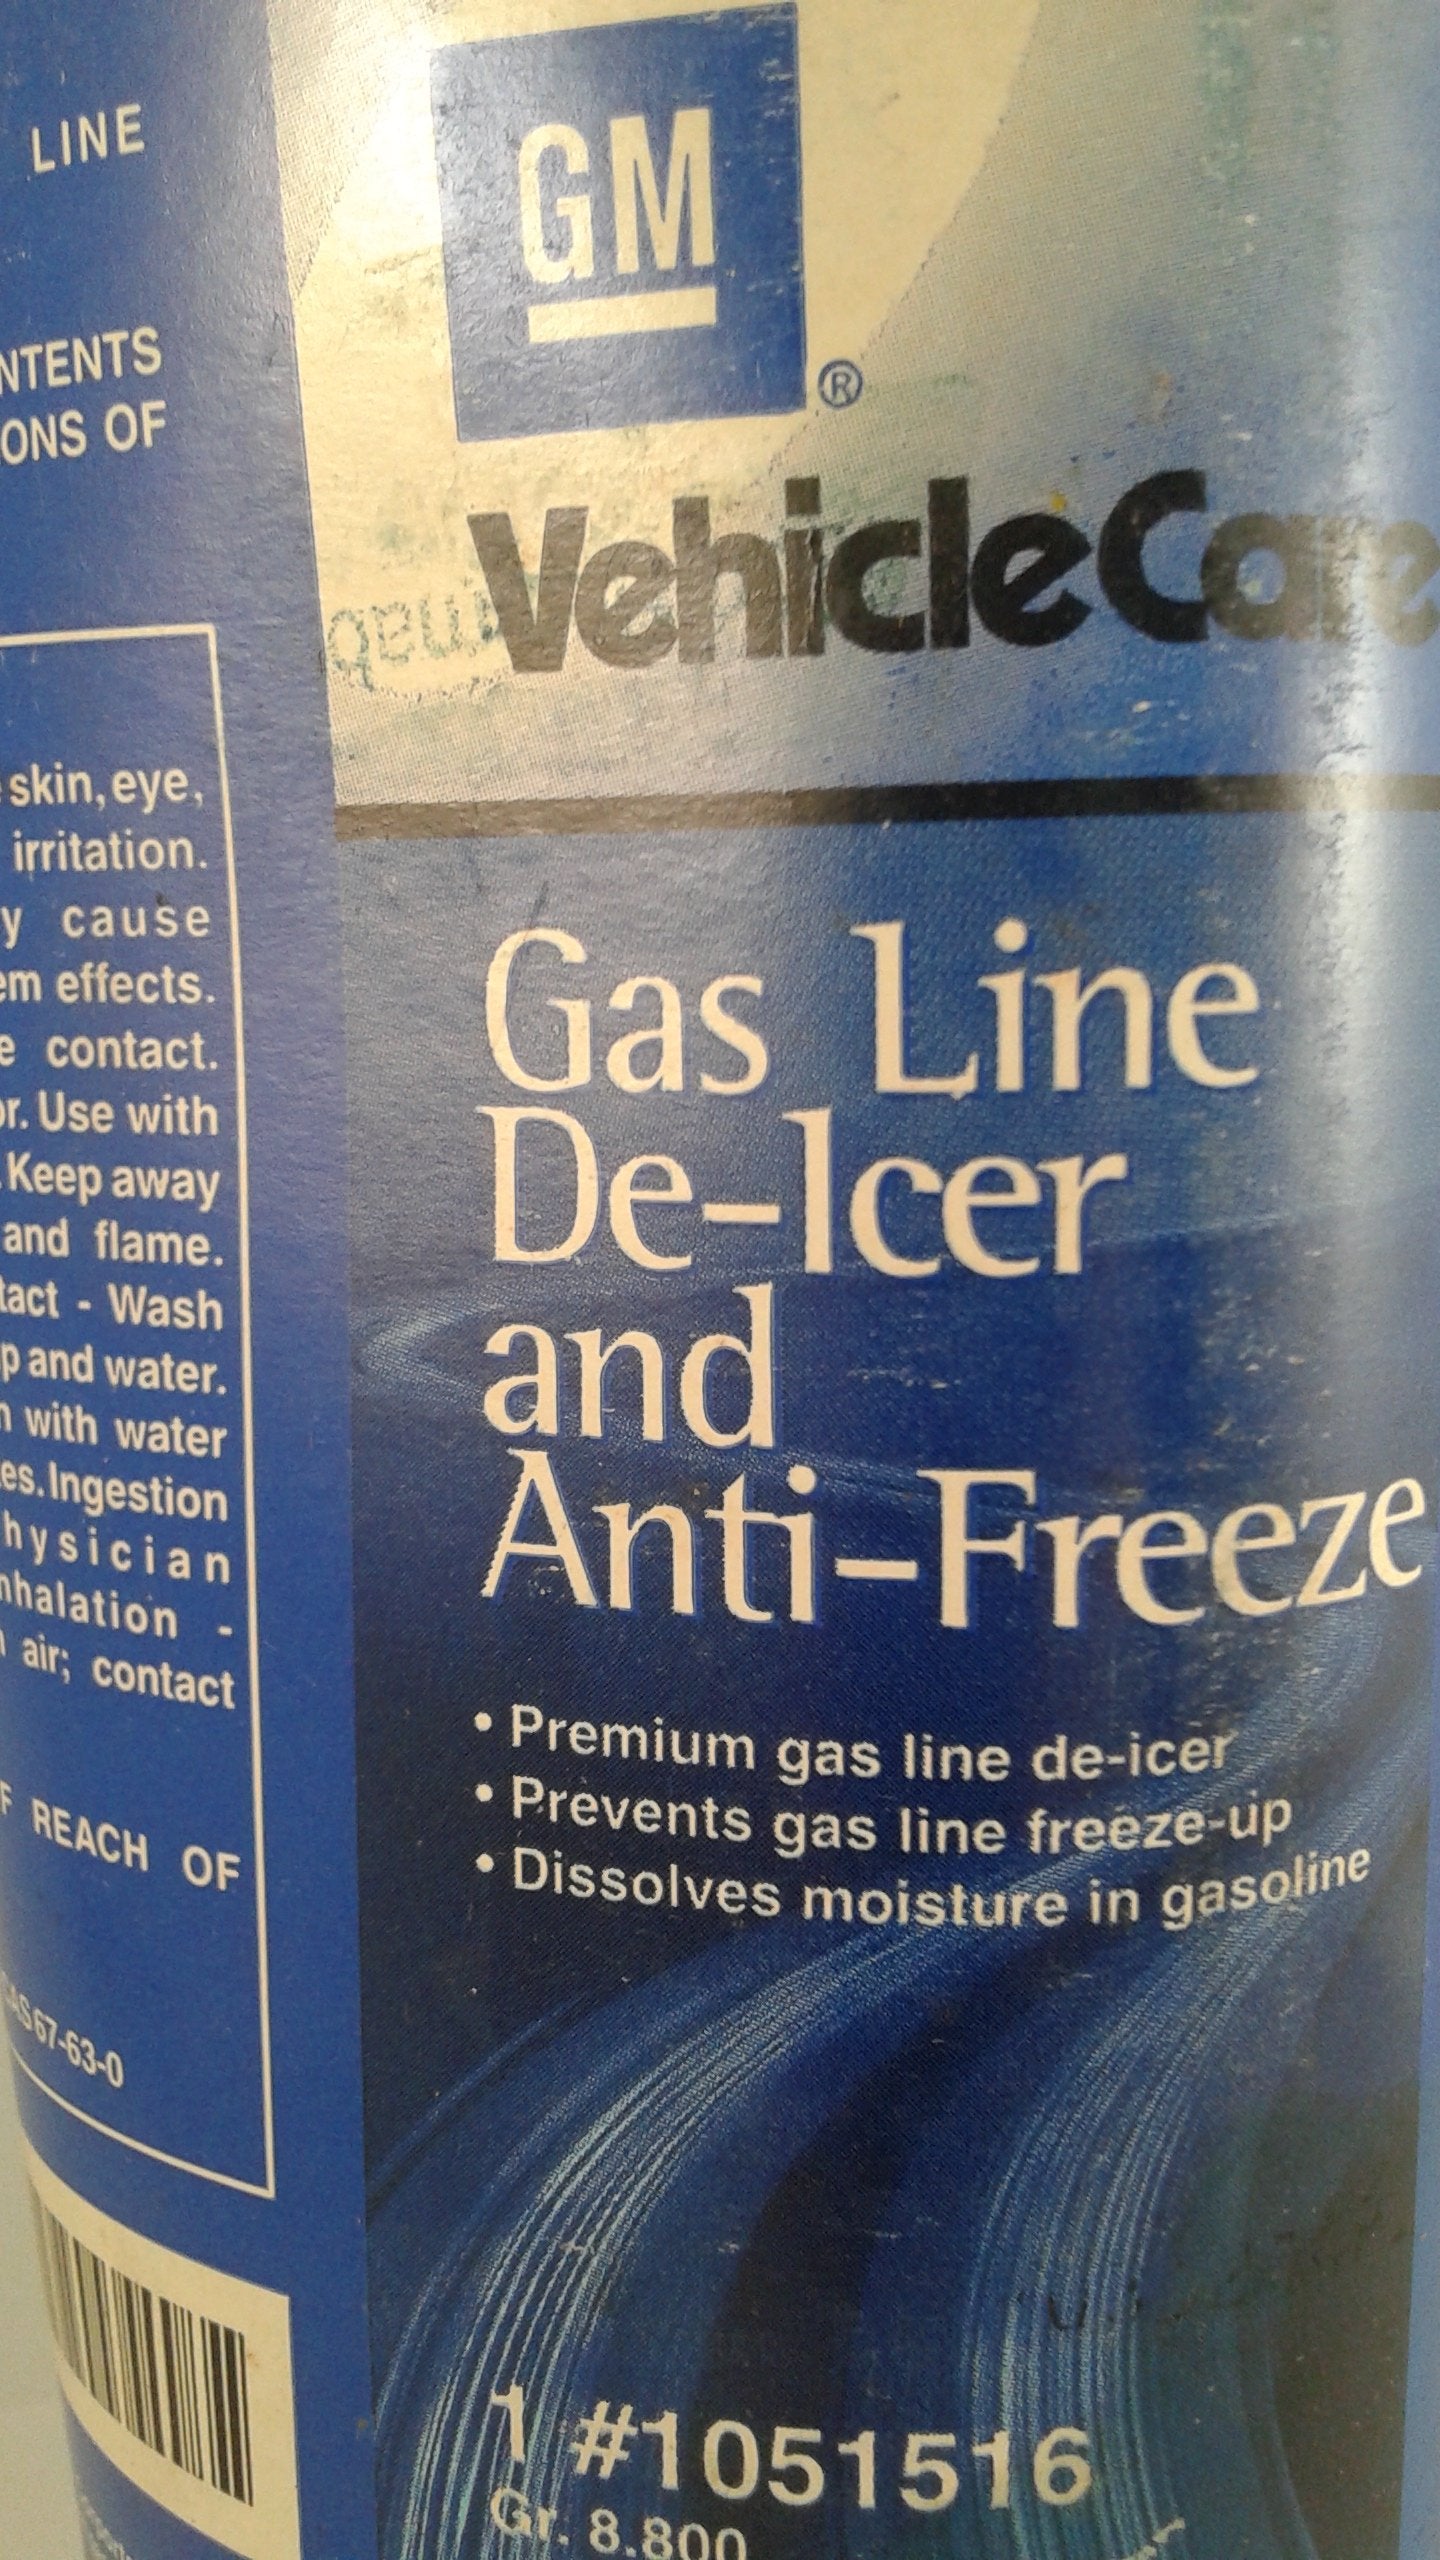 LINE
NTENTS
ONS OF
skin, eye,
irritation.
y cause
em effects.
e contact.
or. Use with
. Keep away
and flame.
tact - Wash
p and water.
n with water
es. Ingestion
hysician
nhalation -
air; contact
F REACH OF
CAS 67-63-0
GM
®
VehicleCare
Gas Line
De-Icer
and
Anti-Freeze
• Premium gas line de-icer
• Prevents gas line freeze-up
• Dissolves moisture in gasoline
1 #1051516
Gr. 8.800